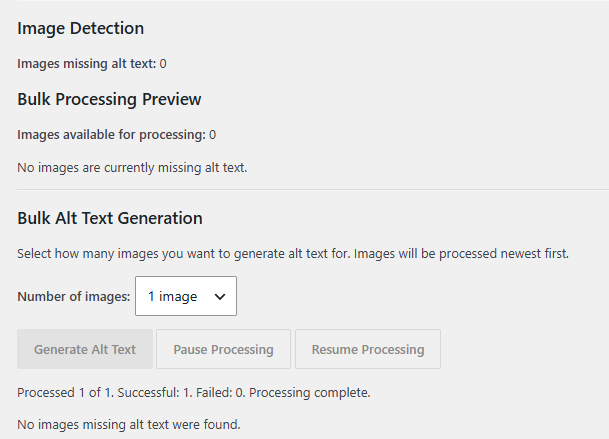 Image Detection
Images missing alt text: 0
Bulk Processing Preview
Images available for processing: 0
No images are currently missing alt text.
Bulk Alt Text Generation
Select how many images you want to generate alt text for. Images will be processed newest first.
Number of images: 1 image
Generate Alt Text Pause Processing Resume Processing
Processed 1 of 1. Successful: 1. Failed: 0. Processing complete.
No images missing alt text were found.